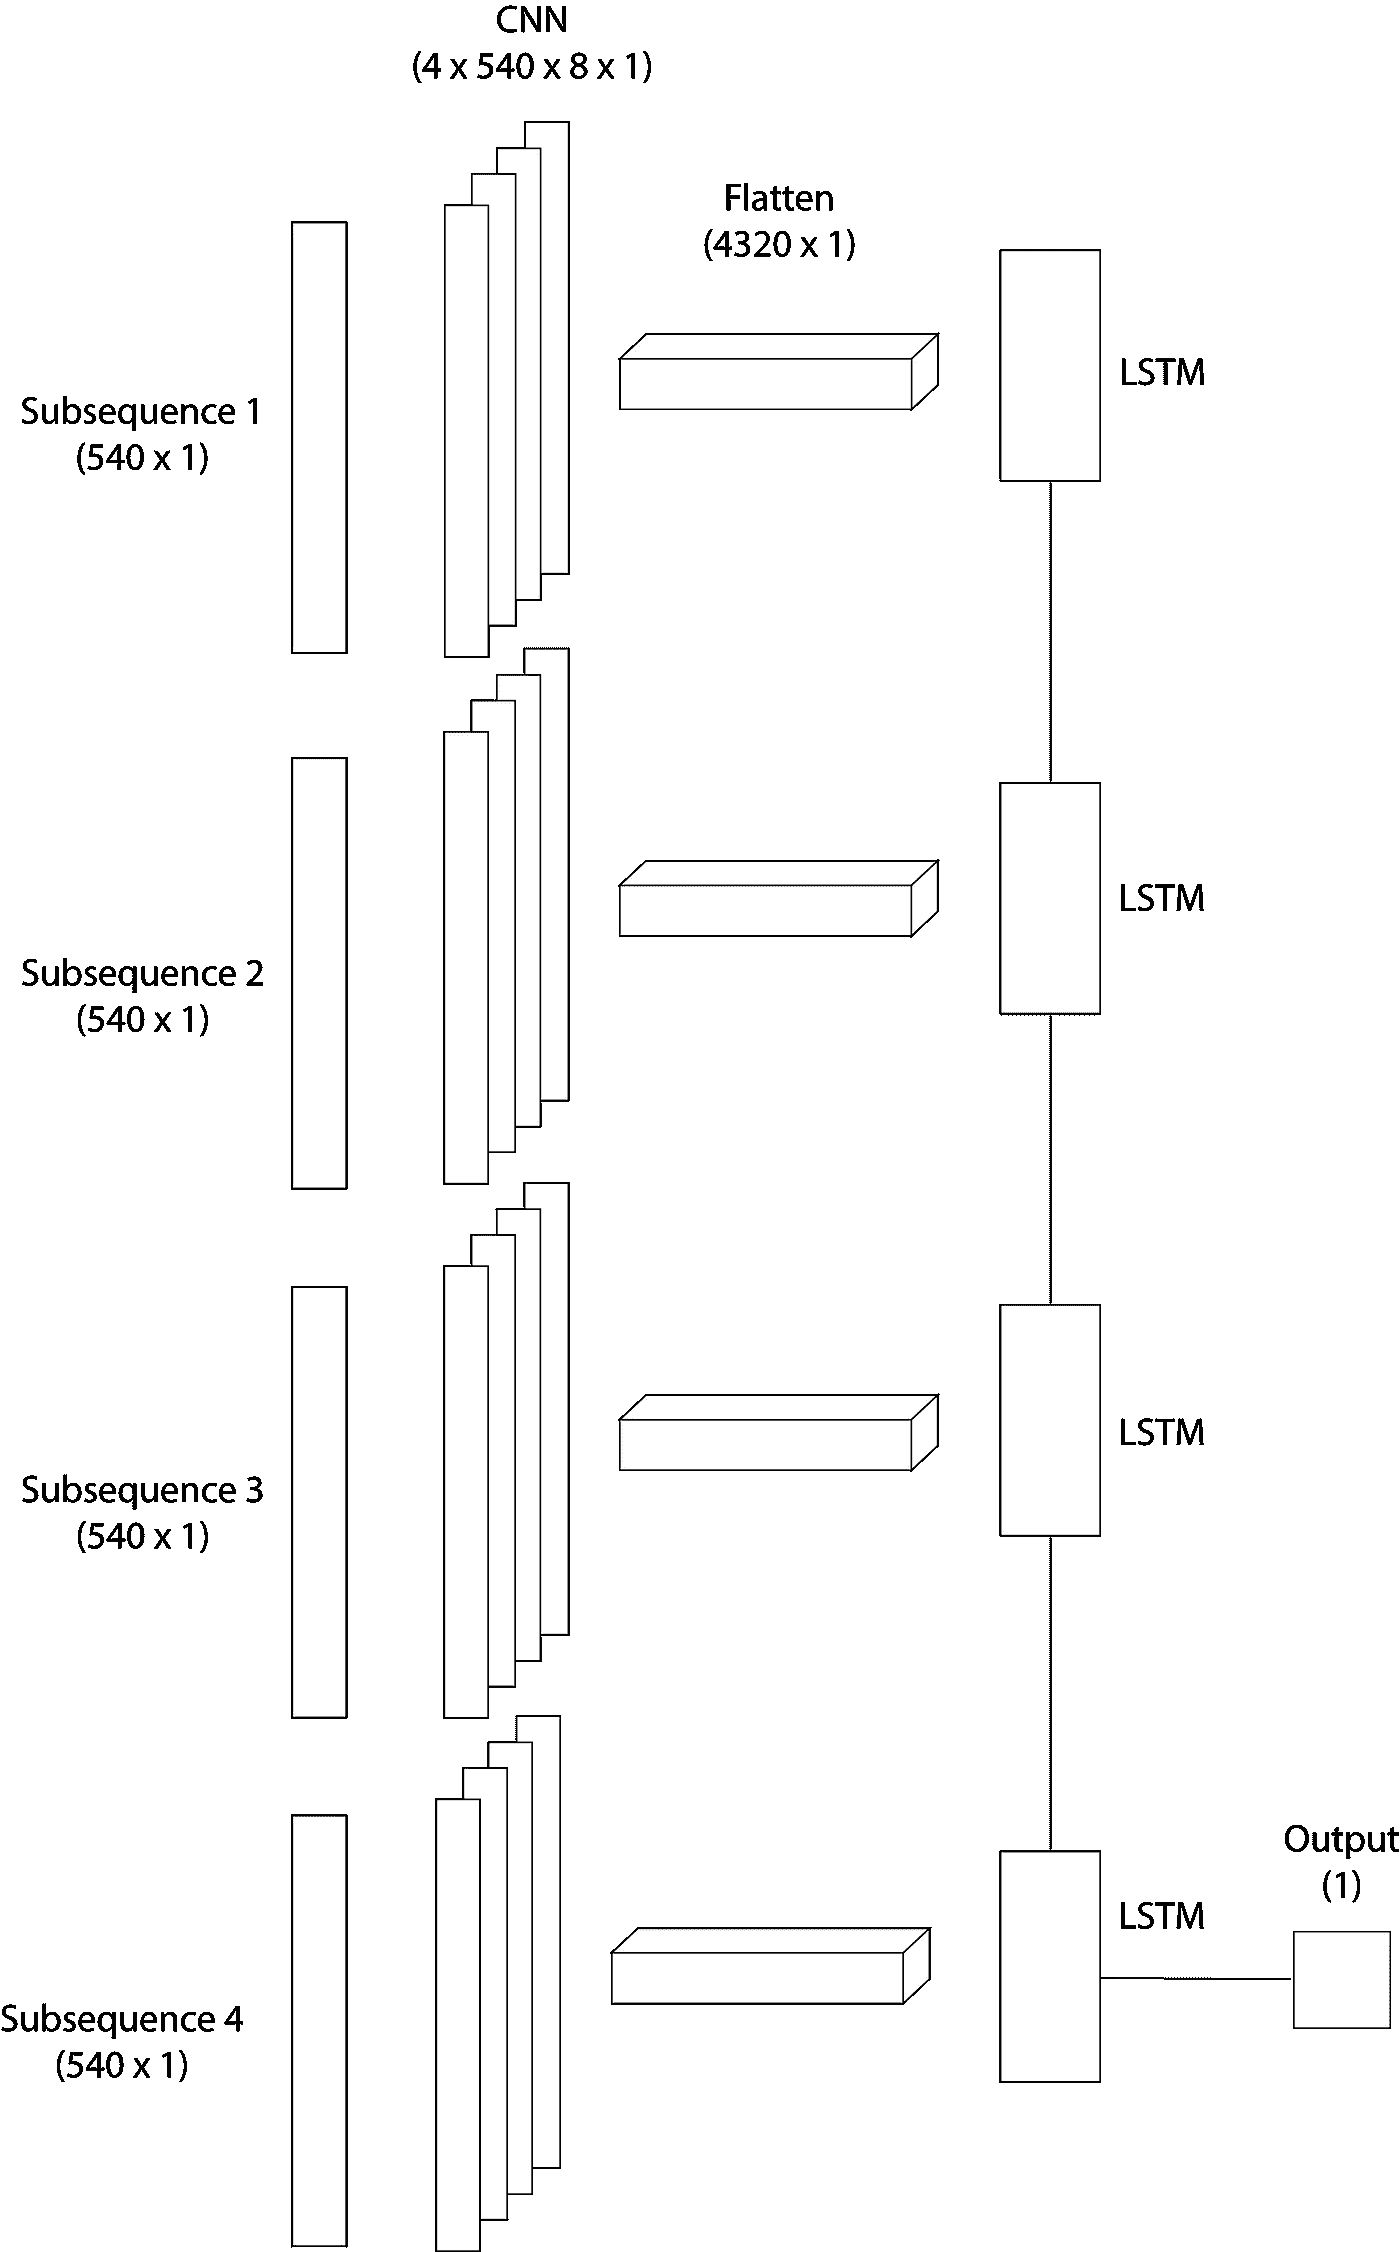 CNN
(4 x 540 x 8 x 1)
Flatten
(4320 x 1)
LSTM
Subsequence 1
(540 x 1)
LSTM
Subsequence 2
(540 x 1)
LSTM
Subsequence 3
(540 x 1)
Output
(1)
LSTM
Subsequence 4
(540 x 1)